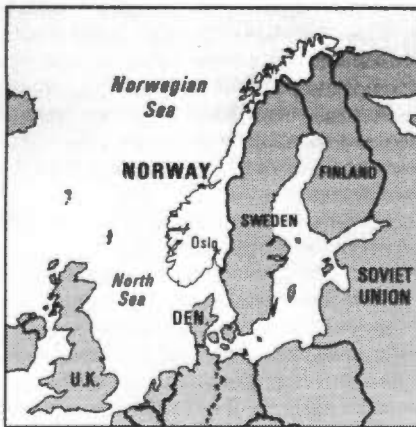 Norwegian
Sea
NORWAY
FINLAND
SWEDEN
Oslo
North
Sea
SOVIET
UNION
DEN.
U.K.